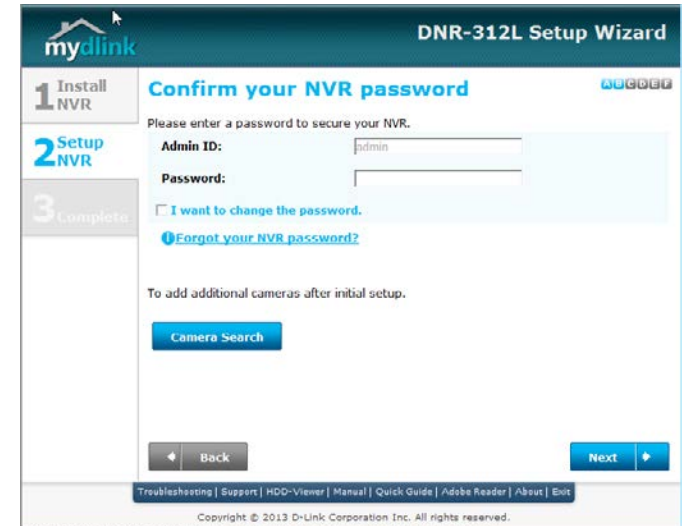 mydlink
DNR-312L Setup Wizard
1 Install NVR
2 Setup NVR
3 Complete
Confirm your NVR password
A B C D E F
Please enter a password to secure your NVR.
Admin ID: admin
Password:
I want to change the password.
Forgot your NVR password?
To add additional cameras after initial setup.
Camera Search
Back
Next
Troubleshooting | Support | HDD-Viewer | Manual | Quick Guide | Adobe Reader | About | Exit
Copyright © 2013 D-Link Corporation Inc. All rights reserved.